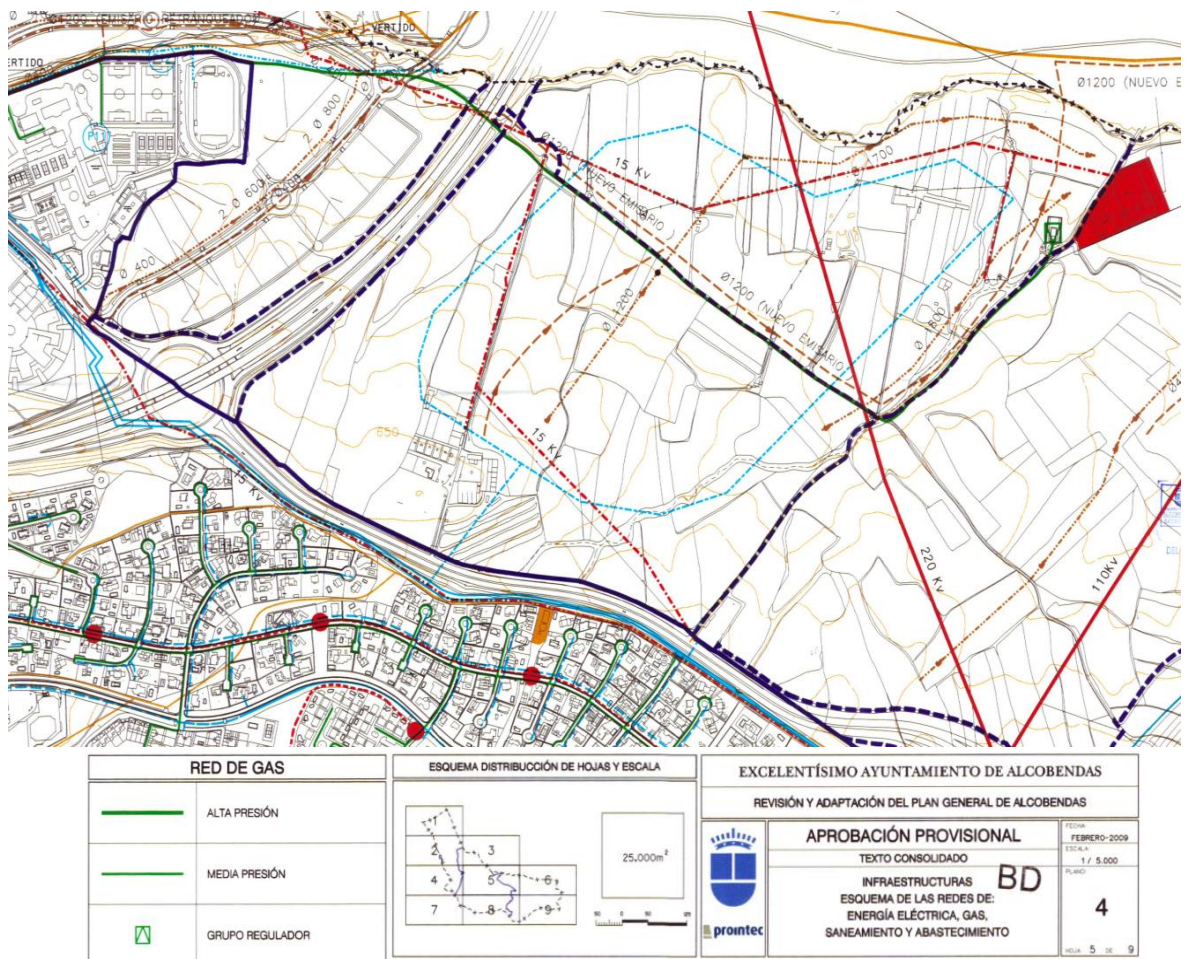 Ø1200 (EMISARIO RETRANQUEADO)
VERTIDO
VERTIDO
Ø1200 (NUEVO E
P11
2 Ø 800
2 Ø 600
Ø 400
Ø1200 (NUEVO EMISARIO
15 Kv
Ø1200 (NUEVO EMISARIO)
Ø 1200
650
15 Kv
15 Kv
220 Kv
110Kv
RED DE GAS
ALTA PRESIÓN
MEDIA PRESIÓN
GRUPO REGULADOR
ESQUEMA DISTRIBUCIÓN DE HOJAS Y ESCALA
1
2
3
4
5
6
7
8
9
25.000m²
EXCELENTÍSIMO AYUNTAMIENTO DE ALCOBENDAS
REVISIÓN Y ADAPTACIÓN DEL PLAN GENERAL DE ALCOBENDAS
APROBACIÓN PROVISIONAL
TEXTO CONSOLIDADO
INFRAESTRUCTURAS
BD
ESQUEMA DE LAS REDES DE:
ENERGÍA ELÉCTRICA, GAS,
SANEAMIENTO Y ABASTECIMIENTO
prointec
FECHA
FEBRERO-2009
ESCALA
1/ 5.000
PLANO
4
HOJA 5 DE 9